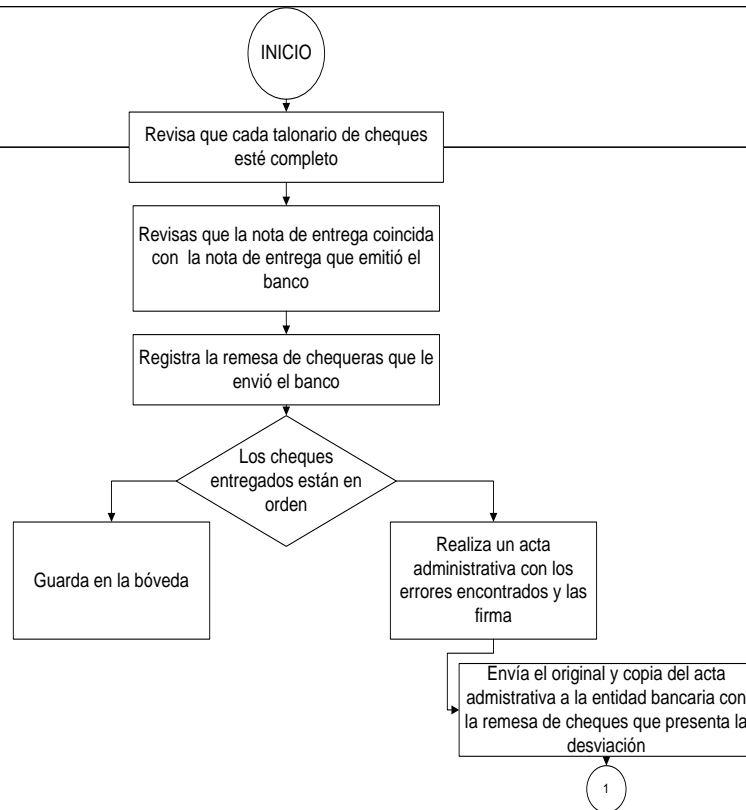 INICIO
Revisa que cada talonario de cheques
esté completo
Revisas que la nota de entrega coincida
con la nota de entrega que emitió el
banco
Registra la remesa de chequeras que le
envió el banco
Los cheques
entregados están en
orden
Guarda en la bóveda
Realiza un acta
administrativa con los
errores encontrados y las
firma
Envía el original y copia del acta
admistrativa a la entidad bancaria con
la remesa de cheques que presenta la
desviación
1